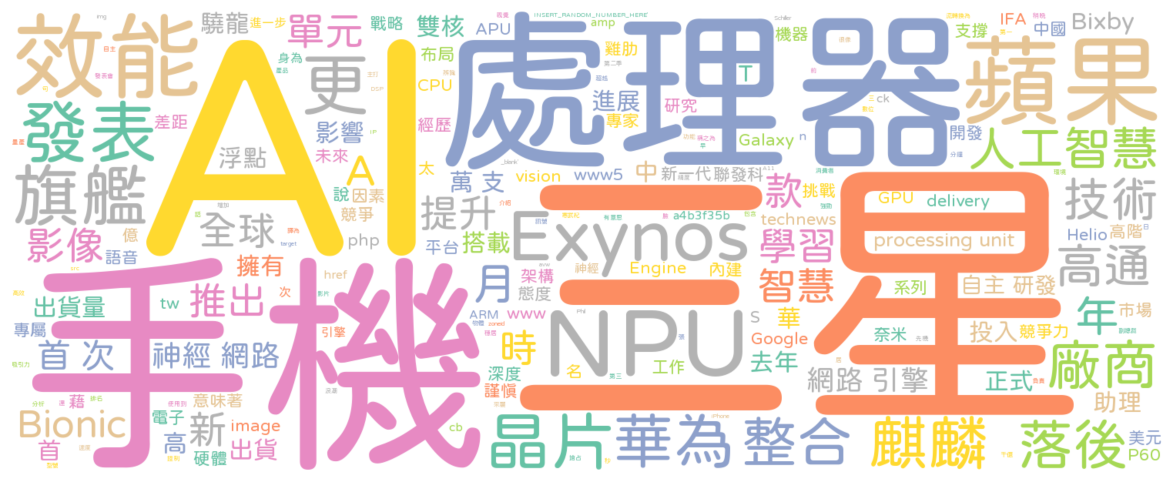 效能
驍龍
進一步
單元
戰略
雙核
APU
INSERT_RANDOM_NUMBER_HERE
amp
雞肋
機器
支撐
IFA
中國
Bixby
AI
處理器
蘋果
更
布局
CPU
T
ck
發表
差距
影響
未來
經歷
進展
專家
研究
Galaxy
n
開發
人工智慧
浮點
A
太
萬 支
vision
www5
中
新一代聯發科
款
挑戰
GPU
delivery
旗艦
說
因素
競爭
提升
Exynos
a4b3f35b
technews
processing unit
技術
影像
語音
億
全球
php
平台
搭載
學習
Helio
高階
高通
三星
手機
擁有
href
月
架構
態度
神經
Engine
內建
智慧
系列
自主 研發
年
市場
出貨量
tw
推出
次
引擎
ARM
www
NPU
S
華
Google
奈米
投入
競爭力
專屬
首 次
神經 網路
時
深度
謹慎
名
工作
去年
網路 引擎
正式
廠商
助理
藉
意味著
Bionic
電子
新
image
首
高
硬體
出貨
cb
晶片
華為
整合
麒麟
落後
美元
P60